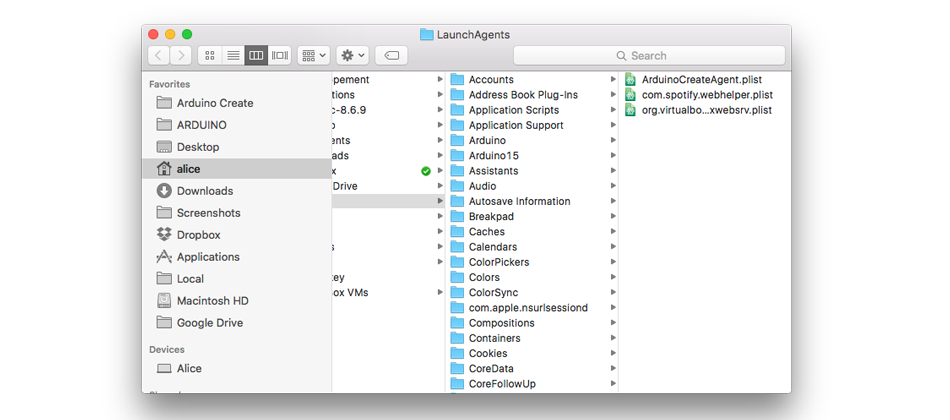 LaunchAgents
Search
Favorites
Arduino Create
ARDUINO
Desktop
alice
Downloads
Screenshots
Dropbox
Applications
Local
Macintosh HD
Google Drive
Devices
Alice
pement
tions
c-8.6.9
ents
ads
x
Drive
s
key
ox VMs
Accounts
Address Book Plug-Ins
Application Scripts
Application Support
Arduino
Arduino15
Assistants
Audio
Autosave Information
Breakpad
Caches
Calendars
ColorPickers
Colors
ColorSync
com.apple.nsurlsessiond
Compositions
Containers
Cookies
CoreData
CoreFollowUp
ArduinoCreateAgent.plist
com.spotify.webhelper.plist
org.virtualbo...xwebsrv.plist